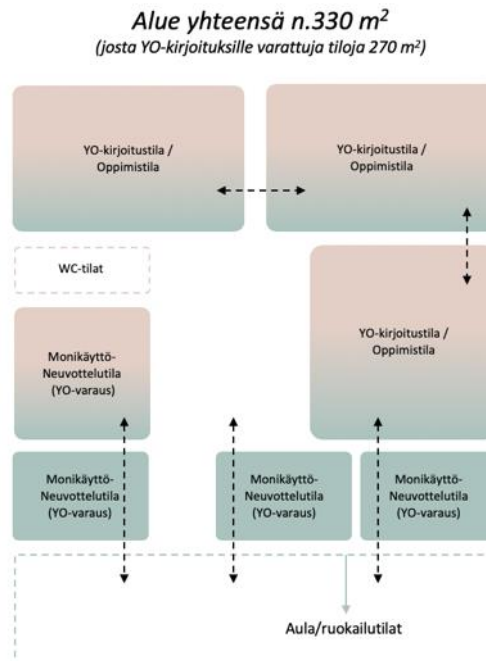 Alue yhteensä n.330 m²
(josta YO-kirjoituksille varattuja tiloja 270 m²)
YO-kirjoitustila /
Oppimistila
YO-kirjoitustila /
Oppimistila
WC-tilat
YO-kirjoitustila /
Oppimistila
Monikäyttö-
Neuvottelutila
(YO-varaus)
Monikäyttö-
Neuvottelutila
(YO-varaus)
Monikäyttö-
Neuvottelutila
(YO-varaus)
Monikäyttö-
Neuvottelutila
(YO-varaus)
Aula/ruokailutilat